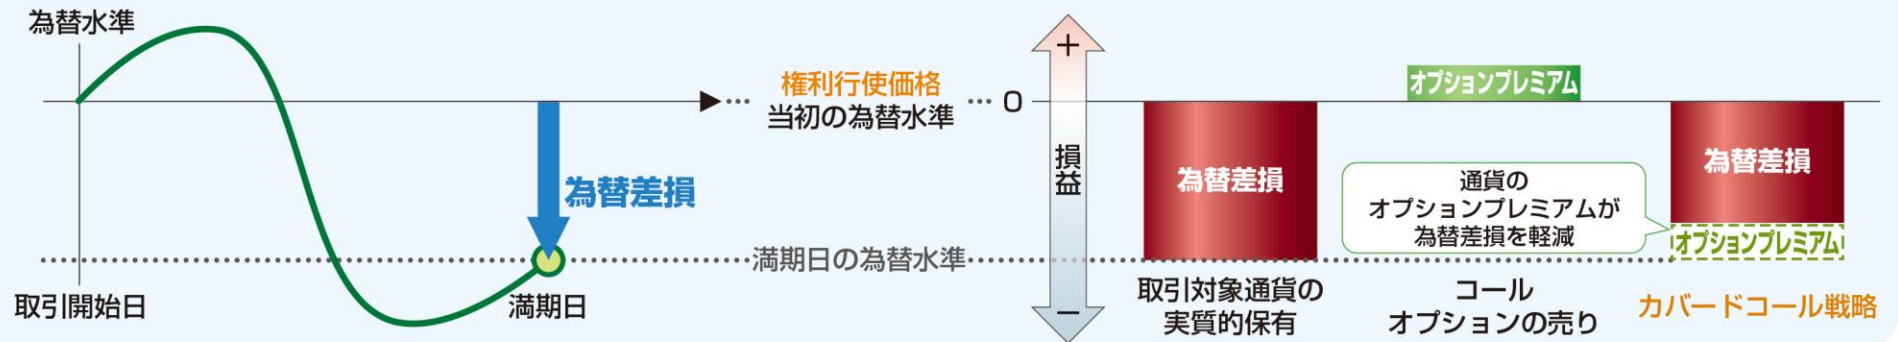 為替水準
為替差損
取引開始日
満期日
権利行使価格
当初の為替水準
満期日の為替水準
0
+
損益
−
為替差損
取引対象通貨の
実質的保有
オプションプレミアム
通貨の
オプションプレミアムが
為替差損を軽減
コール
オプションの売り
為替差損
オプションプレミアム
カバードコール戦略